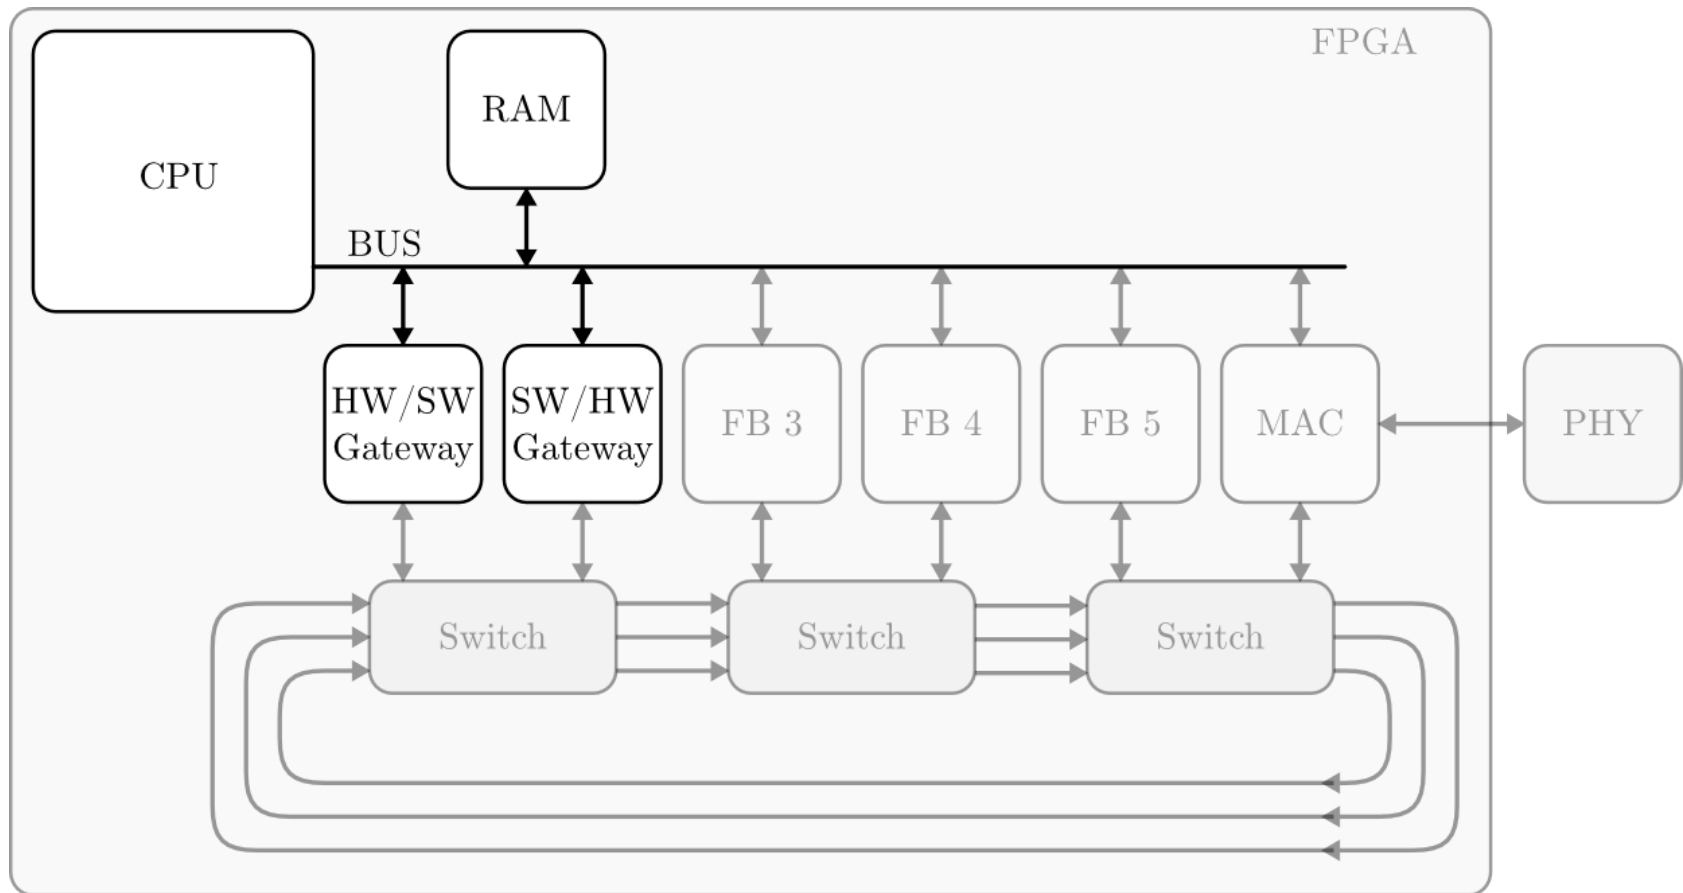 FPGA
CPU
RAM
BUS
HW/SW
Gateway
SW/HW
Gateway
FB 3
FB 4
FB 5
MAC
PHY
Switch
Switch
Switch